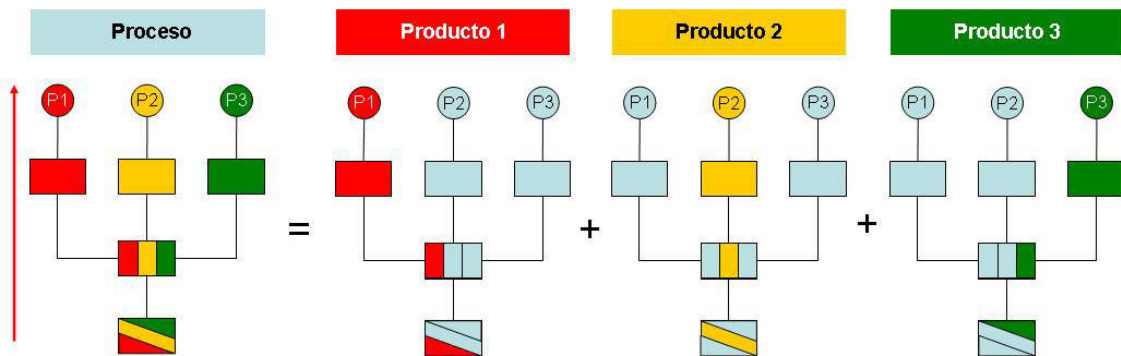 Proceso
Producto 1
Producto 2
Producto 3
P1 P2 P3
P1 P2 P3
P1 P2 P3
P1 P2 P3
= + +